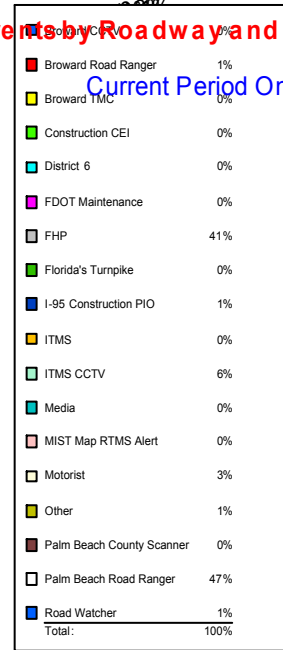 ents by Roadway and
Broward CCTV 0%
Broward Road Ranger 1%
Current Period On
Broward TMC 0%
Construction CEI 0%
District 6 0%
FDOT Maintenance 0%
FHP 41%
Florida's Turnpike 0%
I-95 Construction PIO 1%
ITMS 0%
ITMS CCTV 6%
Media 0%
MIST Map RTMS Alert 0%
Motorist 3%
Other 1%
Palm Beach County Scanner 0%
Palm Beach Road Ranger 47%
Road Watcher 1%
Total: 100%